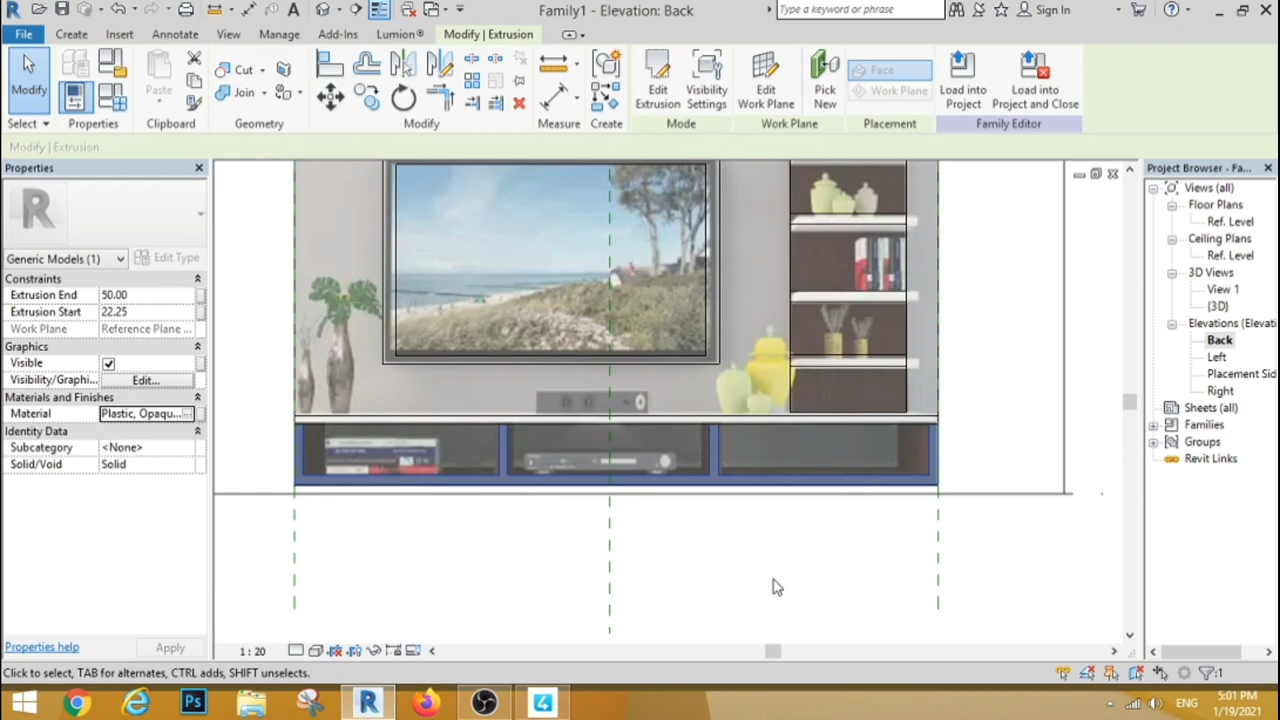 Family1 - Elevation: Back
Type a keyword or phrase
Sign In
File
Create
Insert
Annotate
View
Manage
Add-Ins
Lumion®
Modify | Extrusion
Modify
Paste
Cut
Join
Edit
Extrusion
Visibility
Settings
Edit
Work Plane
Pick
New
Face
Work Plane
Load into
Project
Load into
Project and Close
Select
Properties
Clipboard
Geometry
Modify
Measure
Create
Mode
Work Plane
Placement
Family Editor
Modify | Extrusion
Properties
Generic Models (1)
Edit Type
Constraints
Extrusion End 50.00
Extrusion Start 22.25
Work Plane Reference Plane ...
Graphics
Visible
Visibility/Graphi... Edit...
Materials and Finishes
Material Plastic, Opaqu...
Identity Data
Subcategory <None>
Solid/Void Solid
Properties help
Apply
1 : 20
Project Browser - Fa...
Views (all)
Floor Plans
Ref. Level
Ceiling Plans
Ref. Level
3D Views
View 1
{3D}
Elevations (Elevati
Back
Left
Placement Sid
Right
Sheets (all)
Families
Groups
Revit Links
Click to select, TAB for alternates, CTRL adds, SHIFT unselects.
:1
Ps
R
4
ENG
5:01 PM
1/19/2021